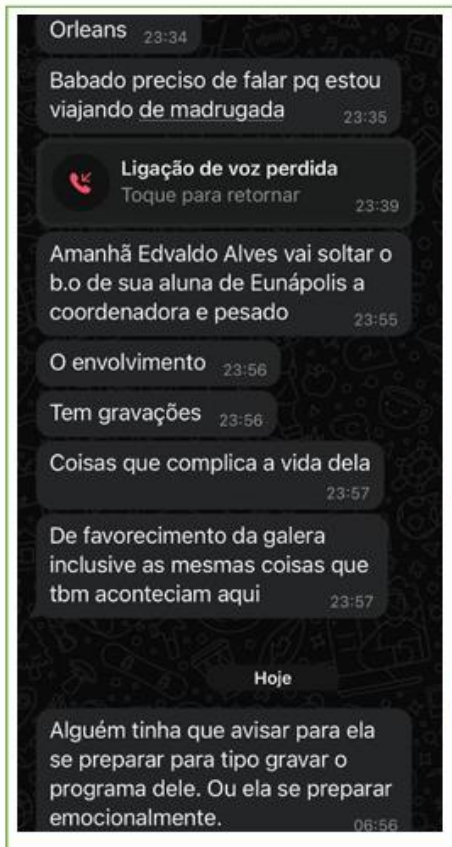 Orleans 23:34
Babado preciso de falar pq estou
viajando de madrugada 23:35
Ligação de voz perdida
Toque para retornar 23:39
Amanhã Edvaldo Alves vai soltar o
b.o de sua aluna de Eunápolis a
coordenadora e pesado 23:55
O envolvimento 23:56
Tem gravações 23:56
Coisas que complica a vida dela
23:57
De favorecimento da galera
inclusive as mesmas coisas que
tbm aconteciam aqui 23:57
Hoje
Alguém tinha que avisar para ela
se preparar para tipo gravar o
programa dele. Ou ela se preparar
emocionalmente. 06:56